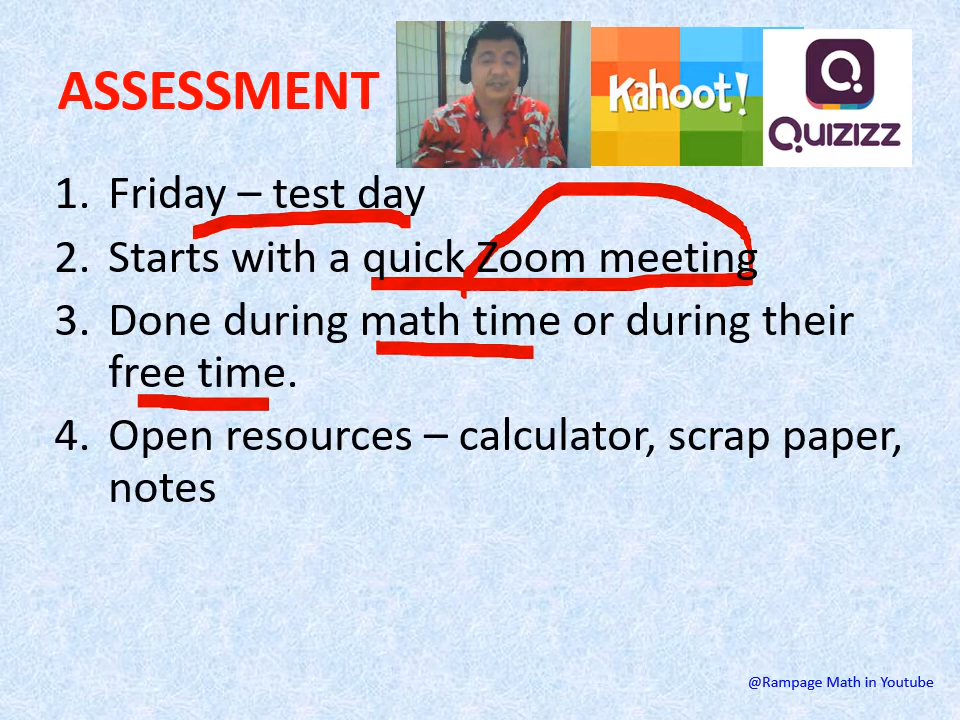 ASSESSMENT
Kahoot!
QUIZIZZ
1. Friday – test day
2. Starts with a quick Zoom meeting
3. Done during math time or during their
free time.
4. Open resources – calculator, scrap paper,
notes
@Rampage Math in Youtube